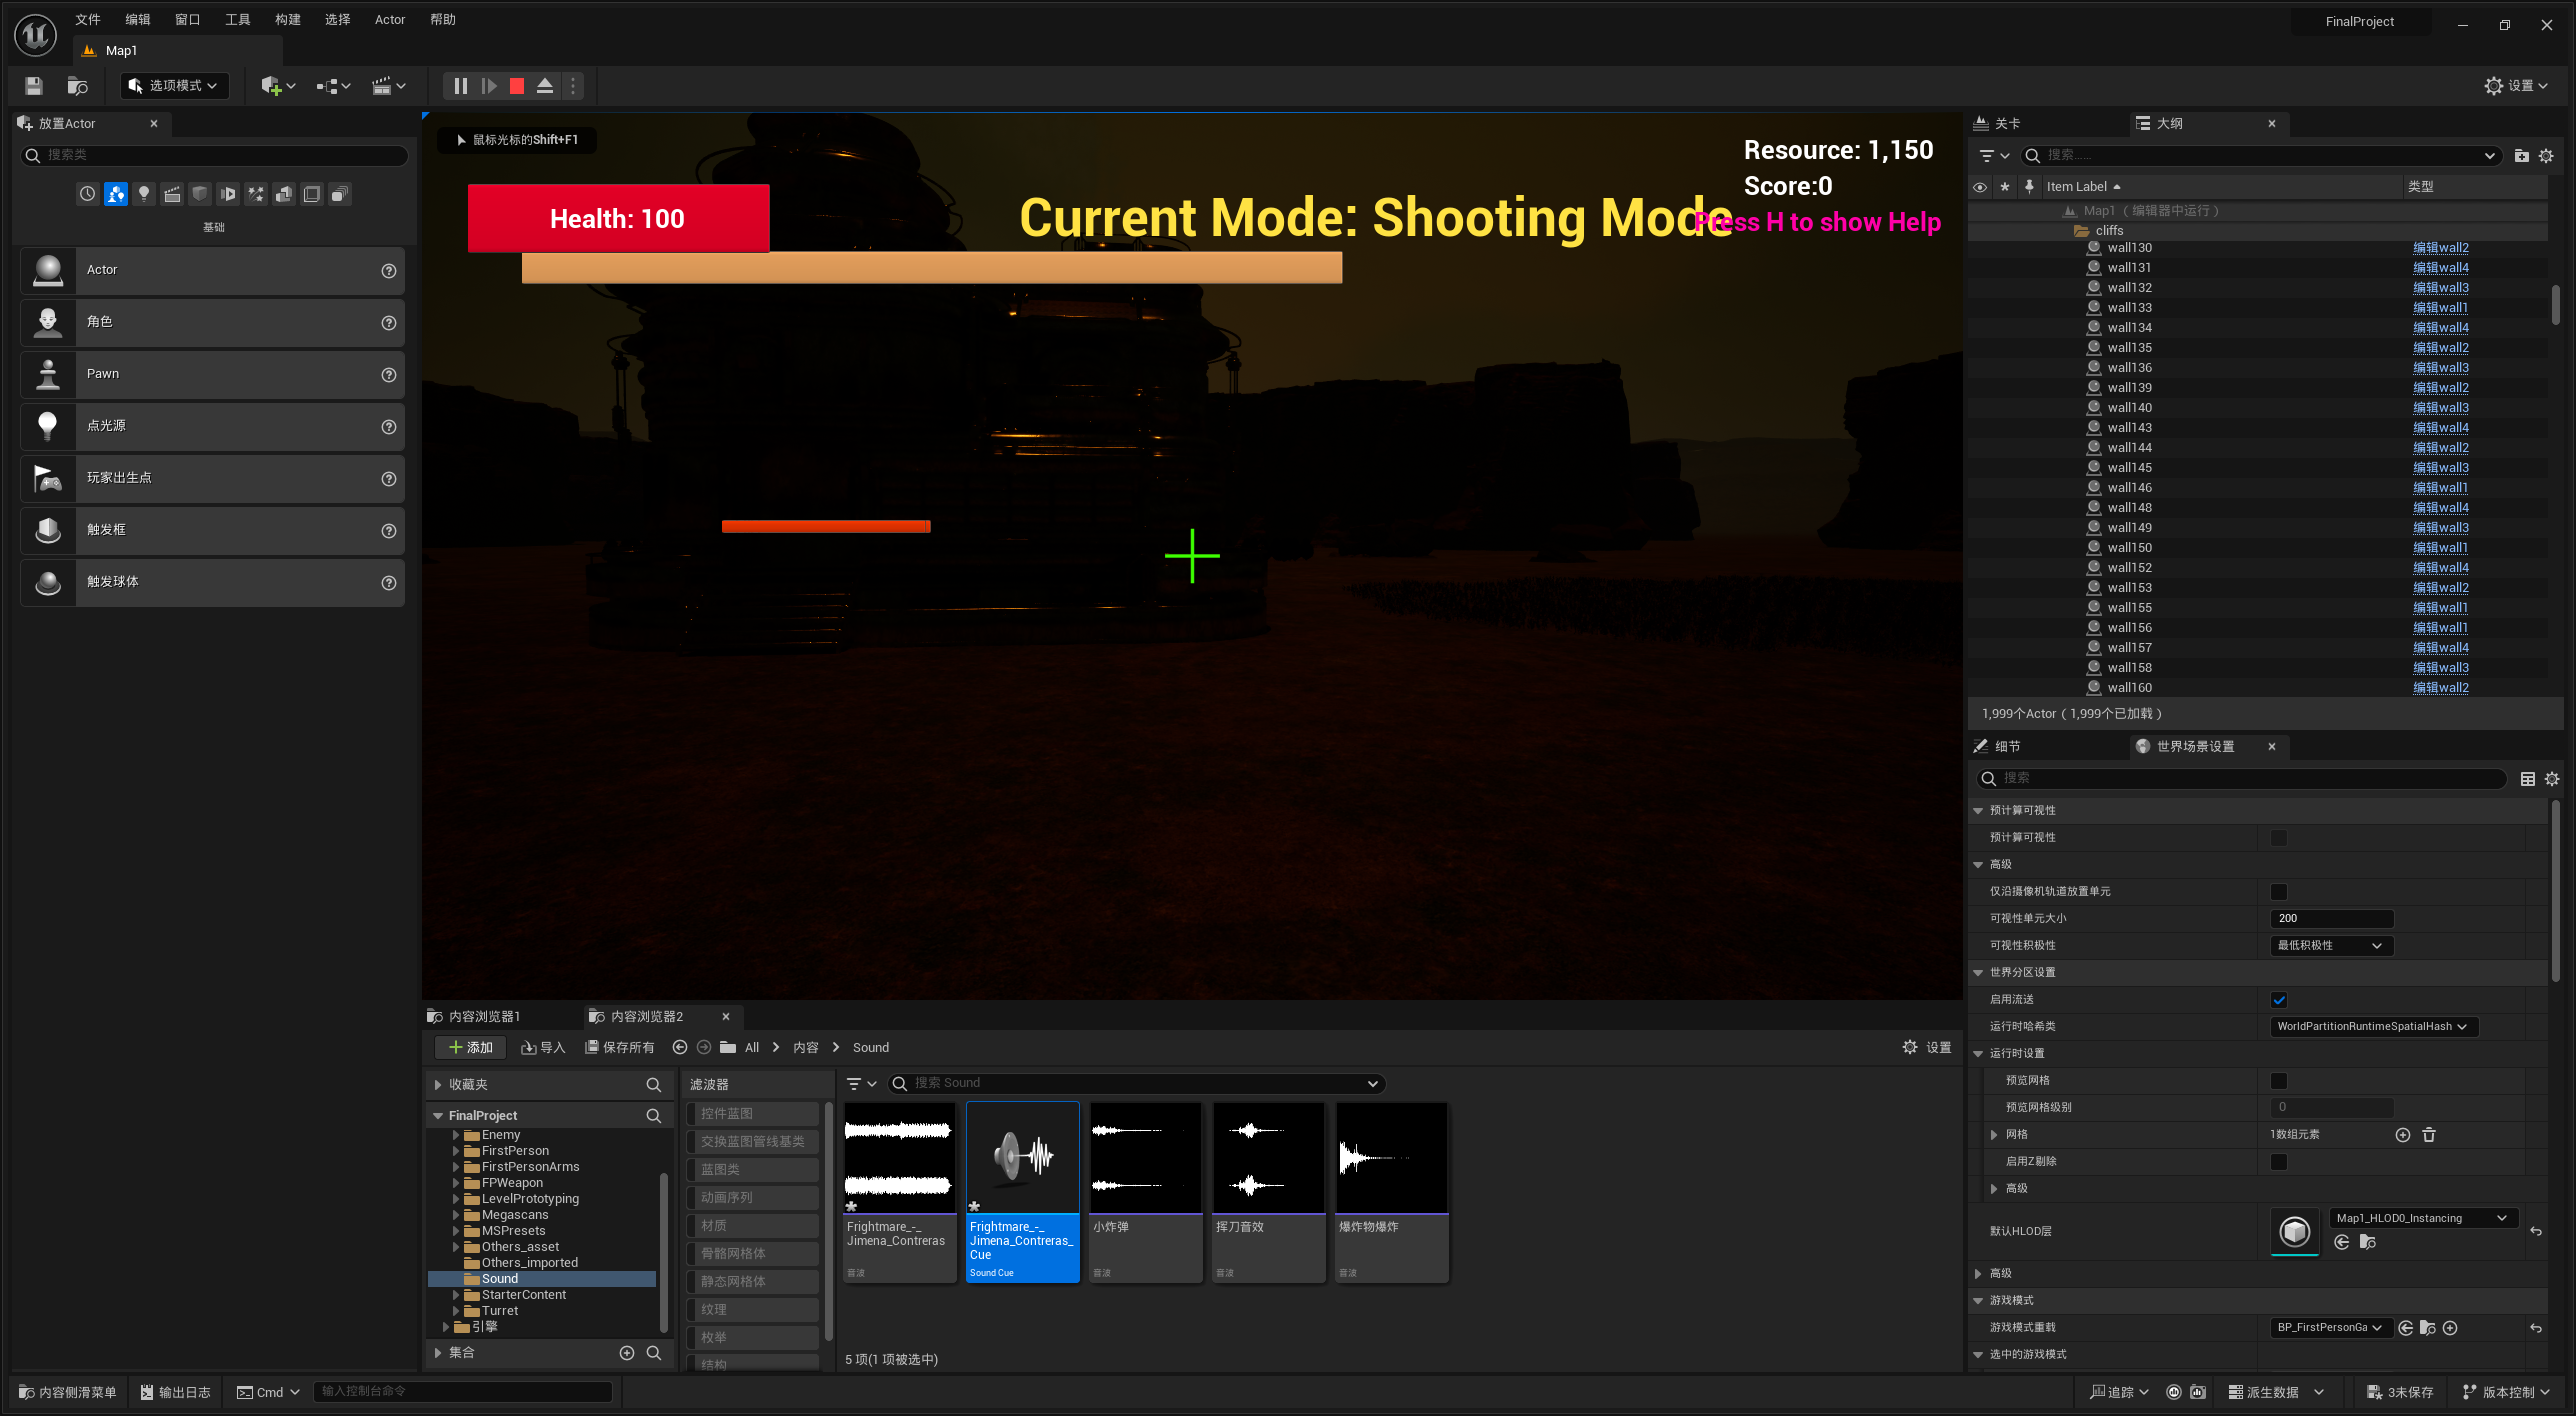 文件 编辑 窗口 工具 构建 选择 Actor 帮助
FinalProject
Map1
选项模式
设置
放置Actor
搜索类
基础
Actor
角色
Pawn
点光源
玩家出生点
触发框
触发球体
鼠标光标的Shift+F1
Health: 100
Current Mode: Shooting Mode
Resource: 1,150
Score:0
Press H to show Help
关卡
大纲
搜索......
Item Label
类型
Map1（编辑器中运行）
cliffs
wall130 编辑wall2
wall131 编辑wall4
wall132 编辑wall3
wall133 编辑wall1
wall134 编辑wall4
wall135 编辑wall2
wall136 编辑wall3
wall139 编辑wall2
wall140 编辑wall3
wall143 编辑wall4
wall144 编辑wall2
wall145 编辑wall3
wall146 编辑wall1
wall148 编辑wall4
wall149 编辑wall3
wall150 编辑wall1
wall152 编辑wall4
wall153 编辑wall2
wall155 编辑wall1
wall156 编辑wall1
wall157 编辑wall4
wall158 编辑wall3
wall160 编辑wall2
1,999个Actor（1,999个已加载）
细节
世界场景设置
搜索
预计算可视性
预计算可视性
高级
仅沿摄像机轨道放置单元
可视性单元大小 200
可视性积极性 最低积极性
世界分区设置
启用流送
运行时哈希类 WorldPartitionRuntimeSpatialHash
运行时设置
预览网格
预览网格级别 0
网格 1数组元素
启用Z剔除
高级
默认HLOD层 Map1_HLOD0_Instancing
高级
游戏模式
游戏模式重载 BP_FirstPersonGa
选中的游戏模式
内容浏览器1
内容浏览器2
添加 导入 保存所有 All 内容 Sound
设置
收藏夹
FinalProject
Enemy
FirstPerson
FirstPersonArms
FPWeapon
LevelPrototyping
Megascans
MSPresets
Others_asset
Others_imported
Sound
StarterContent
Turret
引擎
集合
滤波器
控件蓝图
交换蓝图管线基类
蓝图类
动画序列
材质
骨骼网格体
静态网格体
纹理
枚举
结构
搜索 Sound
Frightmare_-_
Jimena_Contreras
音波
Frightmare_-_
Jimena_Contreras_
Cue
Sound Cue
小炸弹
音波
挥刀音效
音波
爆炸物爆炸
音波
5 项(1 项被选中)
内容侧滑菜单 输出日志 Cmd 输入控制台命令
追踪 派生数据 3未保存 版本控制